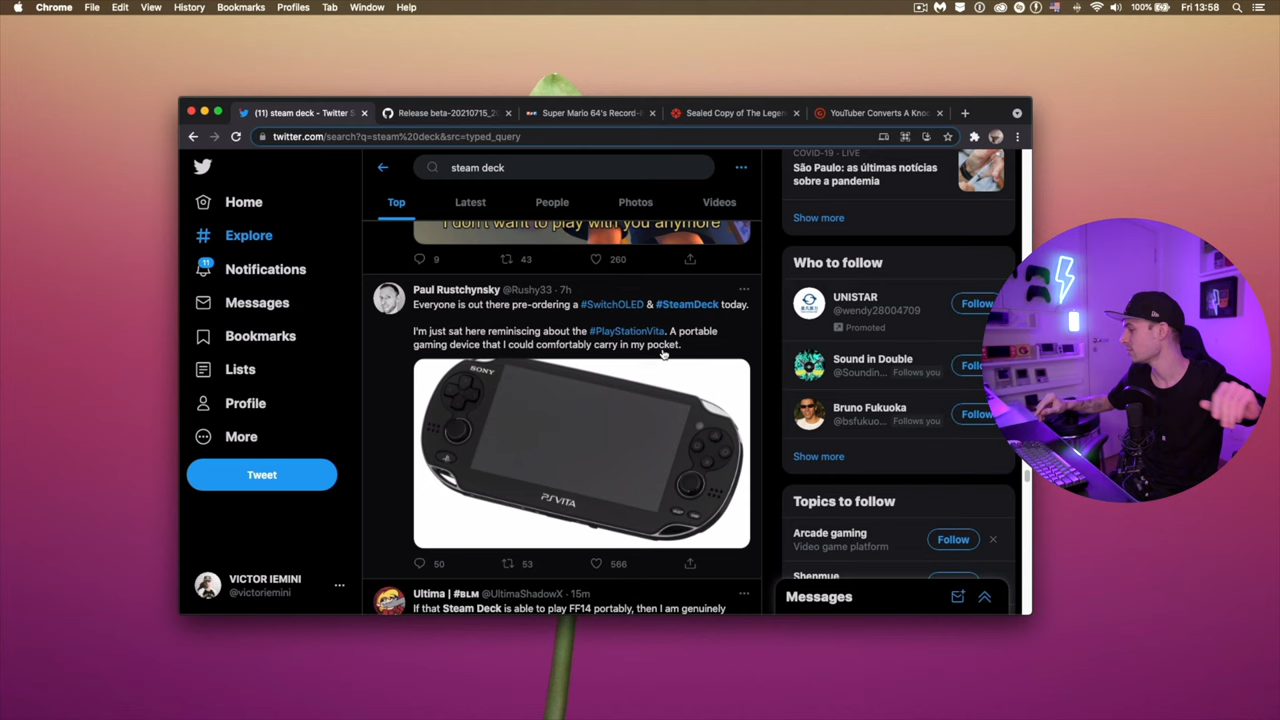 Chrome File Edit View History Bookmarks Profiles Tab Window Help
100% Fri 13:58
(11) steam deck - Twitter S
Release beta-20210715_2
Super Mario 64's Record-
Sealed Copy of The Legen
YouTuber Converts A Kno
twitter.com/search?q=steam%20deck&src=typed_query
Home
Explore
11
Notifications
Messages
Bookmarks
Lists
Profile
More
Tweet
VICTOR IEMINI
@victoriemini
steam deck
Top Latest People Photos Videos
I don't want to play with you anymore
9 43 260
Paul Rustchynsky @Rushy33 · 7h
Everyone is out there pre-ordering a #SwitchOLED & #SteamDeck today.
I'm just sat here reminiscing about the #PlayStationVita. A portable
gaming device that I could comfortably carry in my pocket.
SONY
PSVITA
50 53 566
Ultima | #BLM @UltimaShadowX · 15m
If that Steam Deck is able to play FF14 portably, then I am genuinely
COVID-19 · LIVE
São Paulo: as últimas notícias
sobre a pandemia
Show more
Who to follow
UNISTAR
@wendy28004709
Promoted
Follow
Sound in Double
@Soundin... Follows you
Follo
Bruno Fukuoka
@bsfukuo... Follows you
Follow
Show more
Topics to follow
Arcade gaming
Video game platform
Follow
Shenmue
Messages